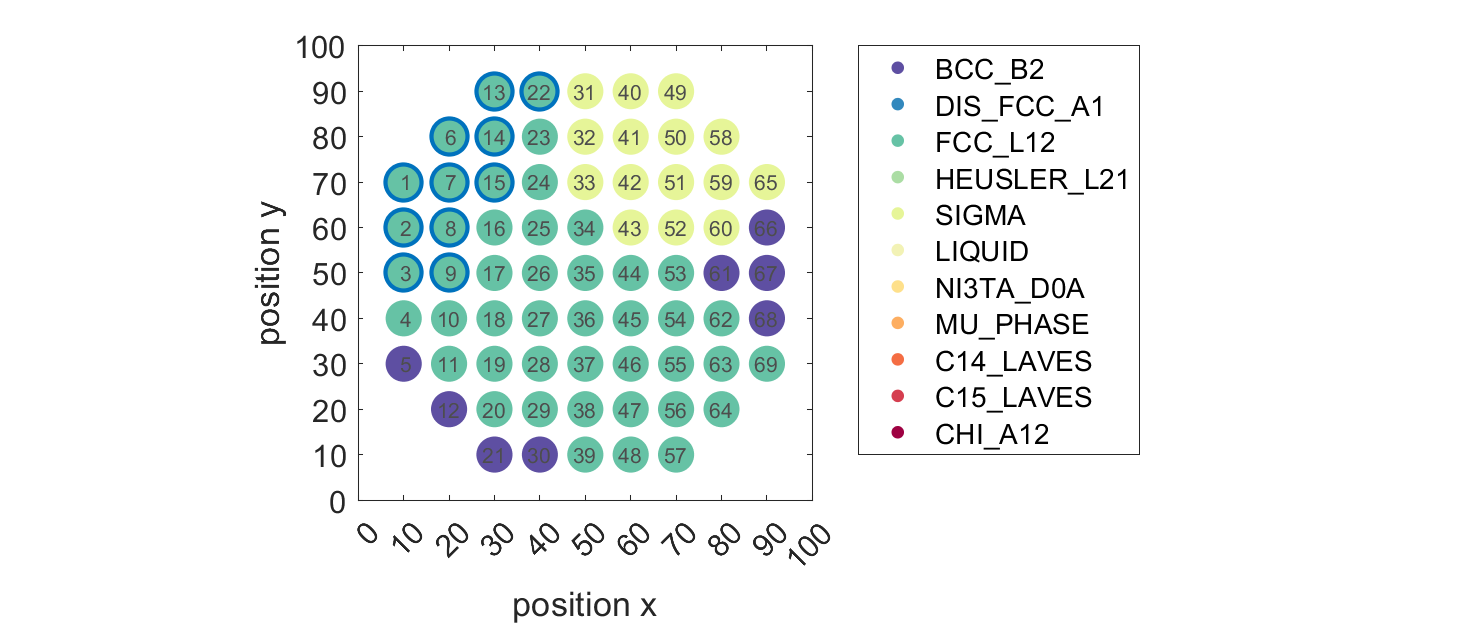 100
90
80
70
60
50
40
30
20
10
0
13 22 31 40 49
6 14 23 32 41 50 58
1 7 15 24 33 42 51 59 65
2 8 16 25 34 43 52 60 66
3 9 17 26 35 44 53 61 67
4 10 18 27 36 45 54 62 68
5 11 19 28 37 46 55 63 69
12 20 29 38 47 56 64
21 30 39 48 57
0 10 20 30 40 50 60 70 80 90 100
position x
position y
BCC_B2
DIS_FCC_A1
FCC_L12
HEUSLER_L21
SIGMA
LIQUID
NI3TA_D0A
MU_PHASE
C14_LAVES
C15_LAVES
CHI_A12